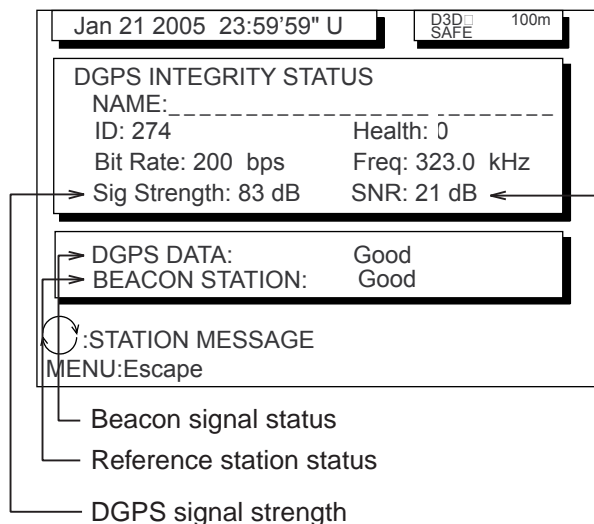 Jan 21 2005 23:59'59" U
D3D□ 100m
SAFE
DGPS INTEGRITY STATUS
NAME:_ _ _ _ _ _ _ _ _ _ _ _ _ _ _ _ _ _ _ _ _ _
ID: 274 Health: 0
Bit Rate: 200 bps Freq: 323.0 kHz
Sig Strength: 83 dB SNR: 21 dB
DGPS DATA: Good
BEACON STATION: Good
:STATION MESSAGE
MENU:Escape
Beacon signal status
Reference station status
DGPS signal strength